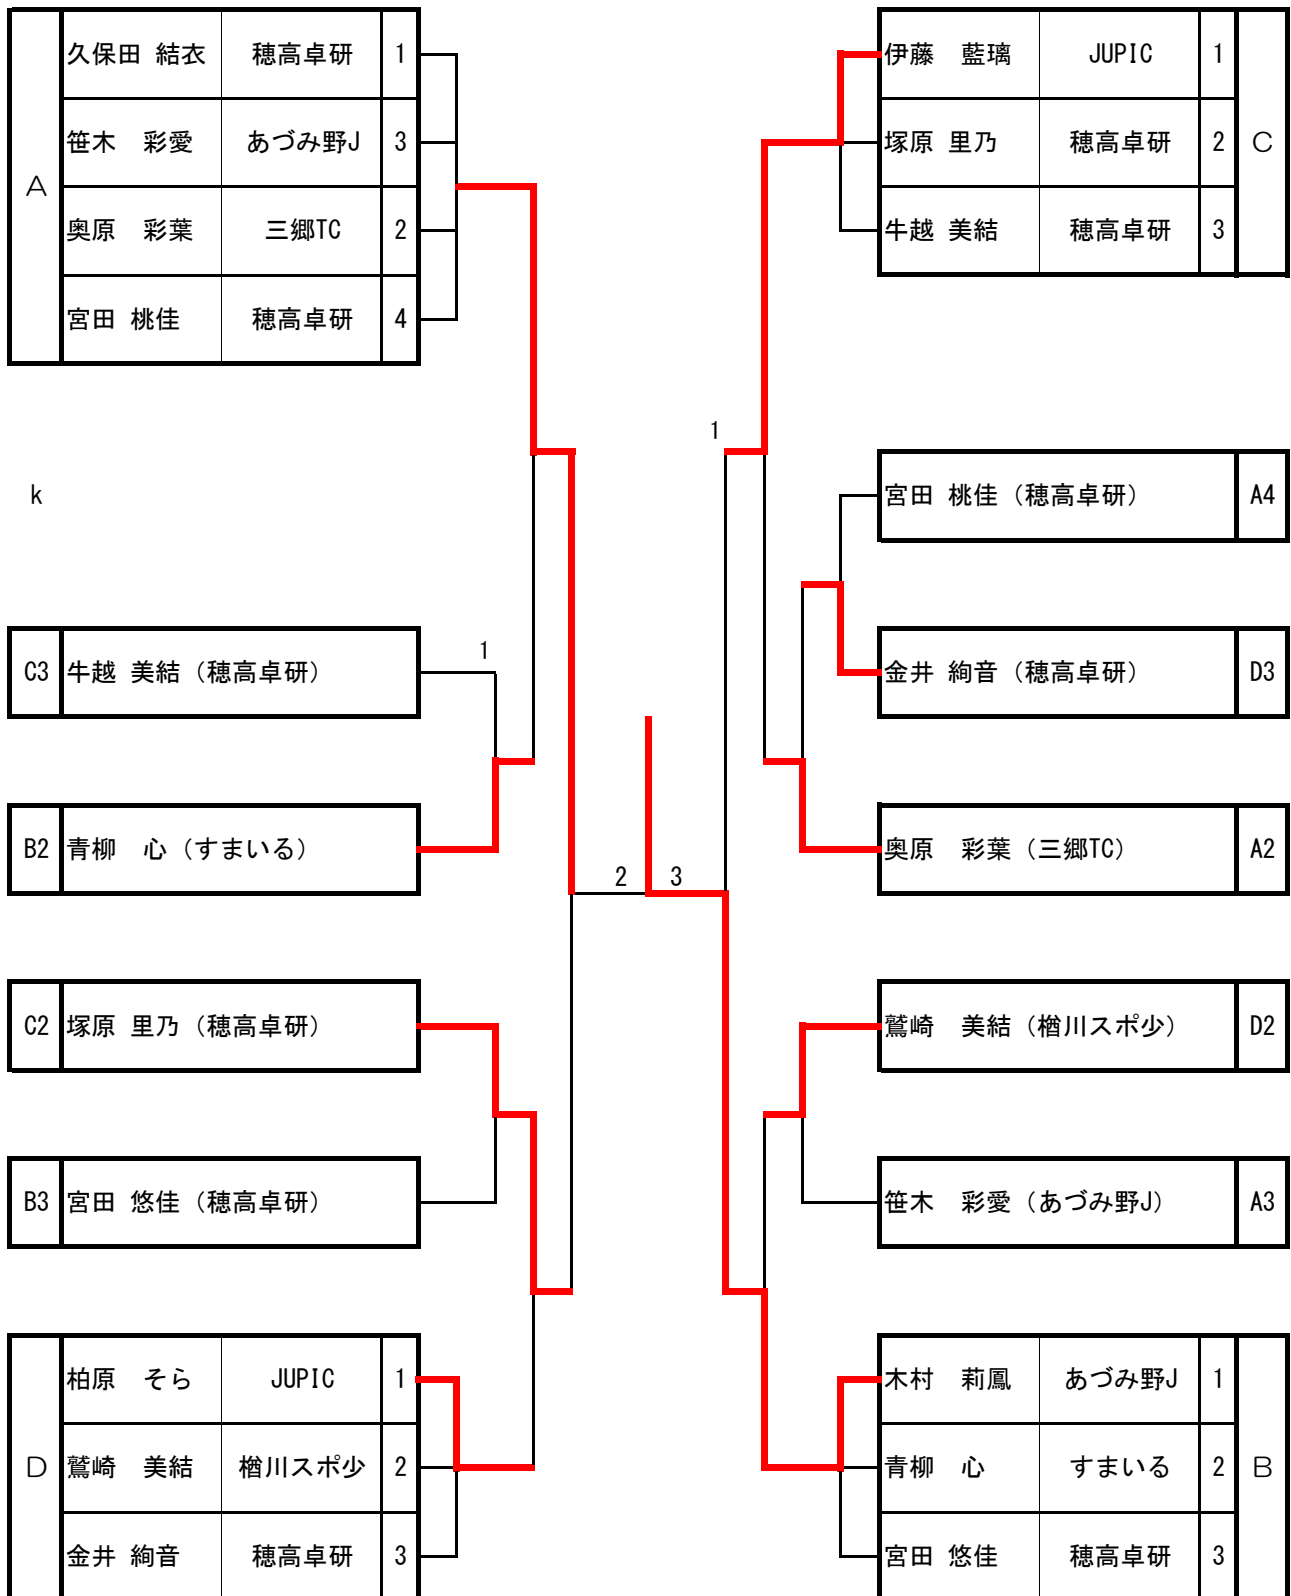 A
久保田 結衣 穂高卓研 1
笹木　彩愛 あづみ野J 3
奥原　彩葉 三郷TC 2
宮田 桃佳 穂高卓研 4
伊藤　藍璃 JUPIC 1
塚原 里乃 穂高卓研 2
牛越 美結 穂高卓研 3
C
1
k
宮田 桃佳（穂高卓研） A4
1
C3 牛越 美結（穂高卓研）
金井 絢音（穂高卓研） D3
B2 青柳　心（すまいる）
奥原　彩葉（三郷TC） A2
2 3
C2 塚原 里乃（穂高卓研）
鷲崎　美結（楢川スポ少） D2
B3 宮田 悠佳（穂高卓研）
笹木　彩愛（あづみ野J） A3
D
柏原　そら JUPIC 1
鷲崎　美結 楢川スポ少 2
金井 絢音 穂高卓研 3
木村　莉鳳 あづみ野J 1
青柳　心 すまいる 2
宮田 悠佳 穂高卓研 3
B